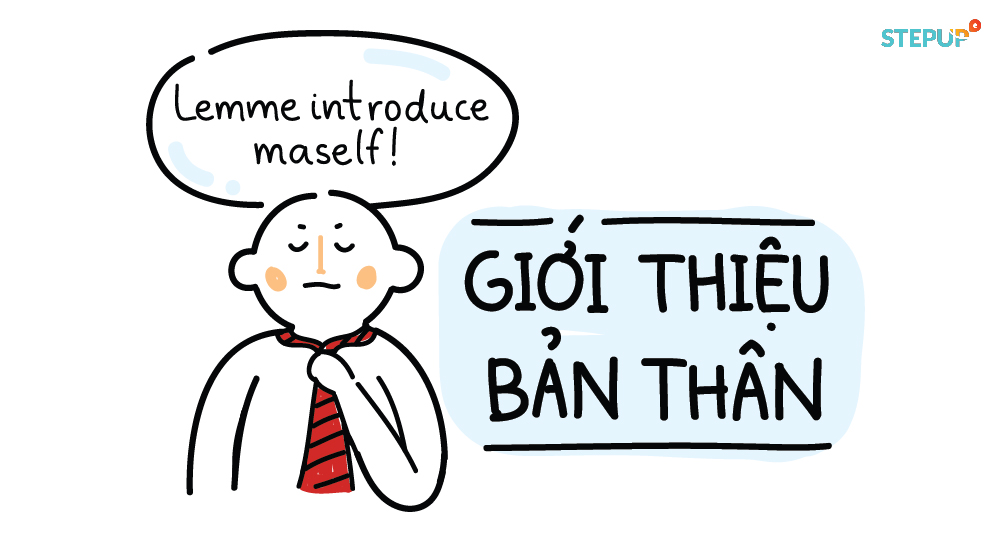 STEPUP
Lemme introduce
maself!
GIỚI THIỆU
BẢN THÂN